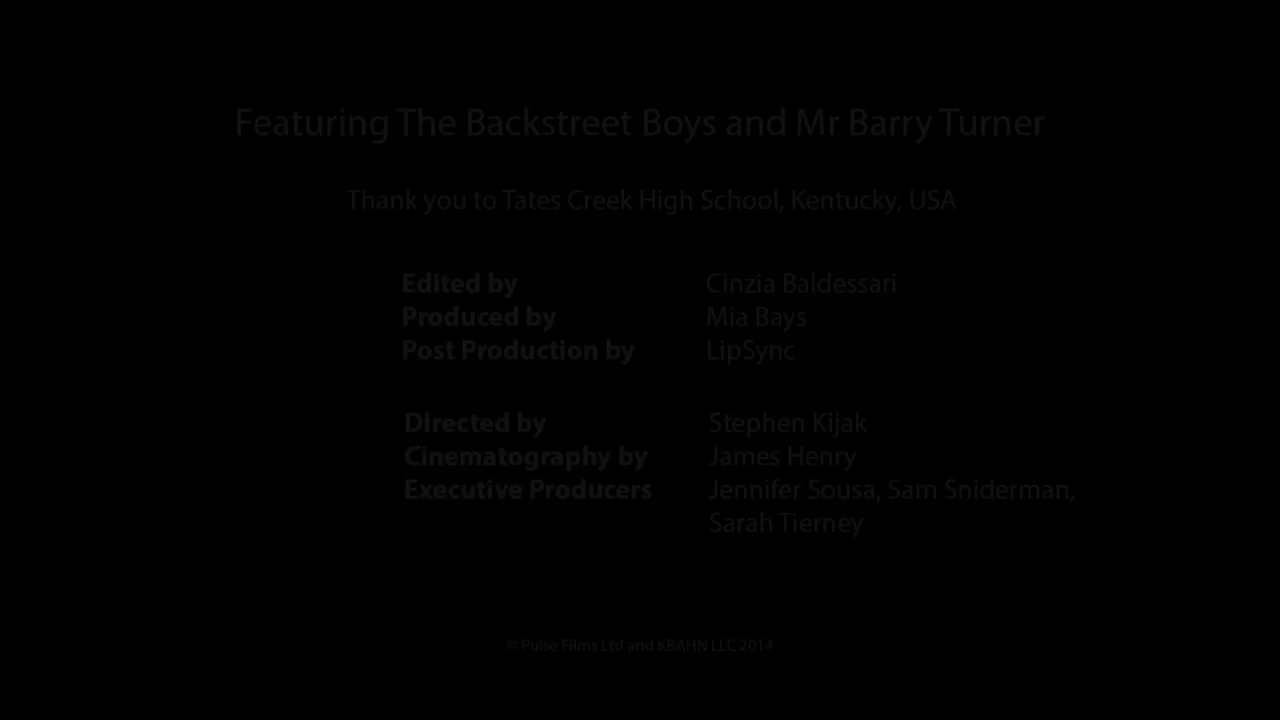 Featuring The Backstreet Boys and Mr Barry Turner
Thank you to Tates Creek High School, Kentucky, USA
Edited by Cinzia Baldessari
Produced by Mia Bays
Post Production by LipSync
Directed by Stephen Kijak
Cinematography by James Henry
Executive Producers Jennifer Sousa, Sam Sniderman,
Sarah Tierney
© Pulse Films Ltd and KBAHN LLC 2014